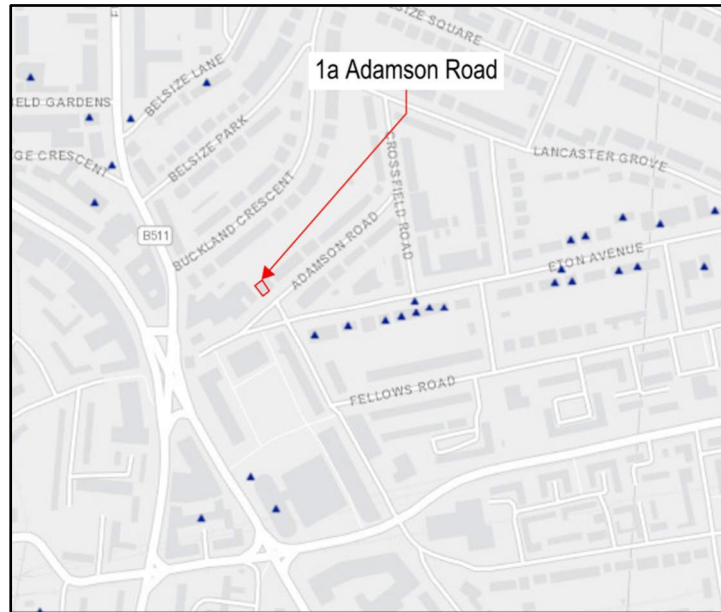 BELSIZE SQUARE
1a Adamson Road
BELSIZE LANE
ELD GARDENS
BELSIZE PARK
GE CRESCENT
CROSSFIELD ROAD
LANCASTER GROVE
BUCKLAND CRESCENT
B511
ADAMSON ROAD
ETON AVENUE
FELLOWS ROAD